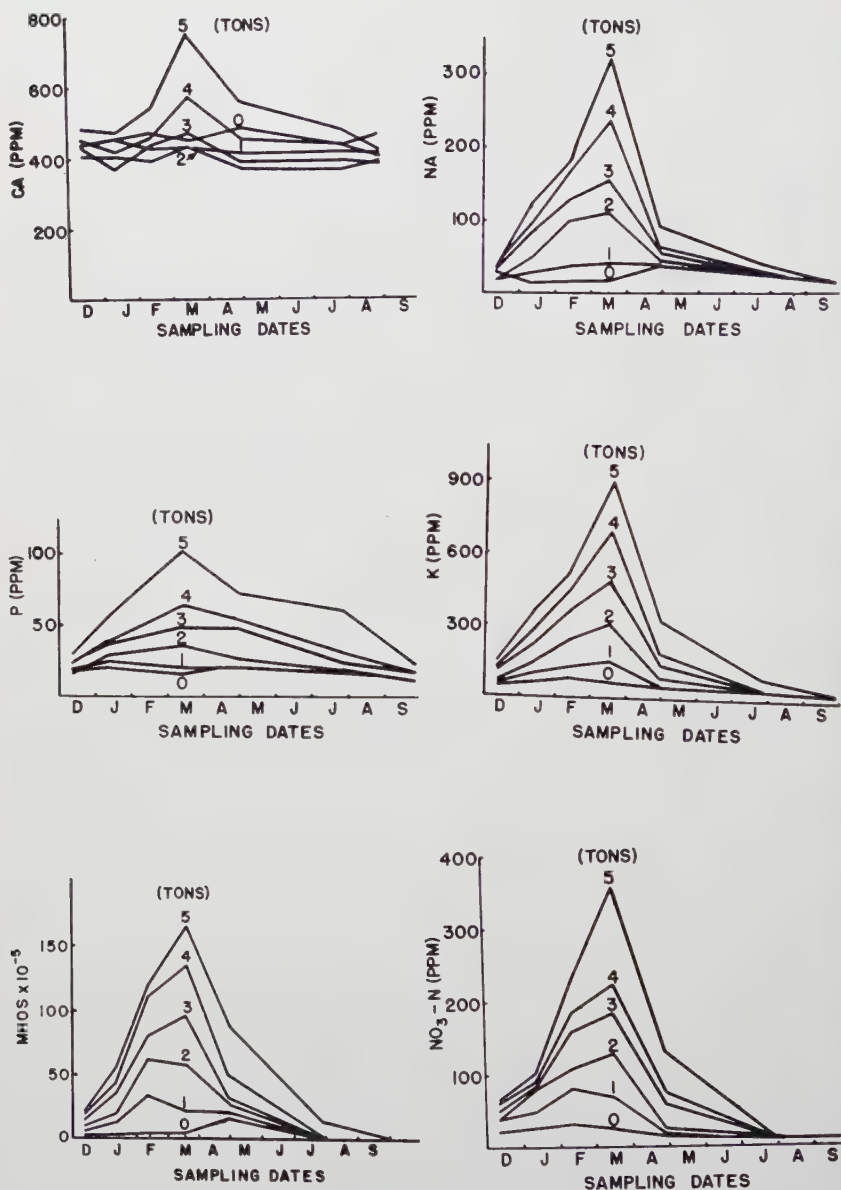 800
600
400
200
CA (PPM)
5 (TONS)
4
3
2
0
1
D J F M A M J J A S
SAMPLING DATES
(TONS)
300
200
100
NA (PPM)
5
4
3
2
1
0
D J F M A M J J A S
SAMPLING DATES
(TONS)
100
50
P (PPM)
5
4
3
2
1
0
D J F M A M J J A S
SAMPLING DATES
(TONS)
900
600
300
K (PPM)
5
4
3
2
1
0
D J F M A M J J A S
SAMPLING DATES
(TONS)
150
100
50
0
MHOS x 10⁻⁵
5
4
3
2
1
0
D J F M A M J J A S
SAMPLING DATES
(TONS)
400
300
200
100
NO₃-N (PPM)
5
4
3
2
1
0
D J F M A M J J A S
SAMPLING DATES